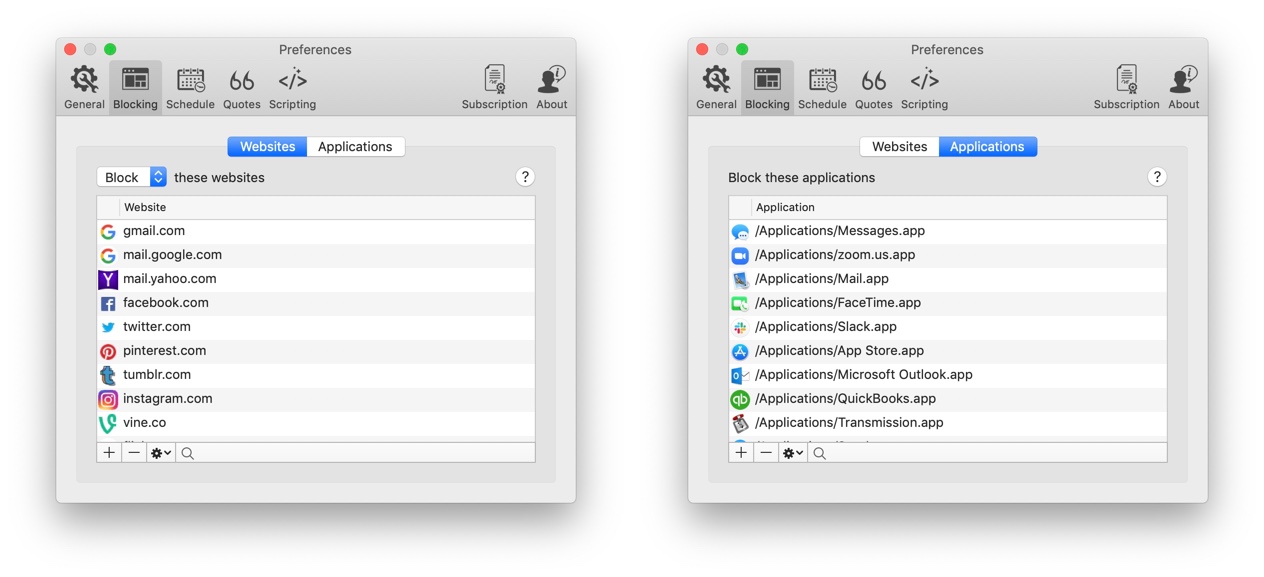 Preferences
General Blocking Schedule Quotes Scripting Subscription About
Websites Applications
Block these websites ?
Website
gmail.com
mail.google.com
mail.yahoo.com
facebook.com
twitter.com
pinterest.com
tumblr.com
instagram.com
vine.co
Preferences
General Blocking Schedule Quotes Scripting Subscription About
Websites Applications
Block these applications ?
Application
/Applications/Messages.app
/Applications/zoom.us.app
/Applications/Mail.app
/Applications/FaceTime.app
/Applications/Slack.app
/Applications/App Store.app
/Applications/Microsoft Outlook.app
/Applications/QuickBooks.app
/Applications/Transmission.app